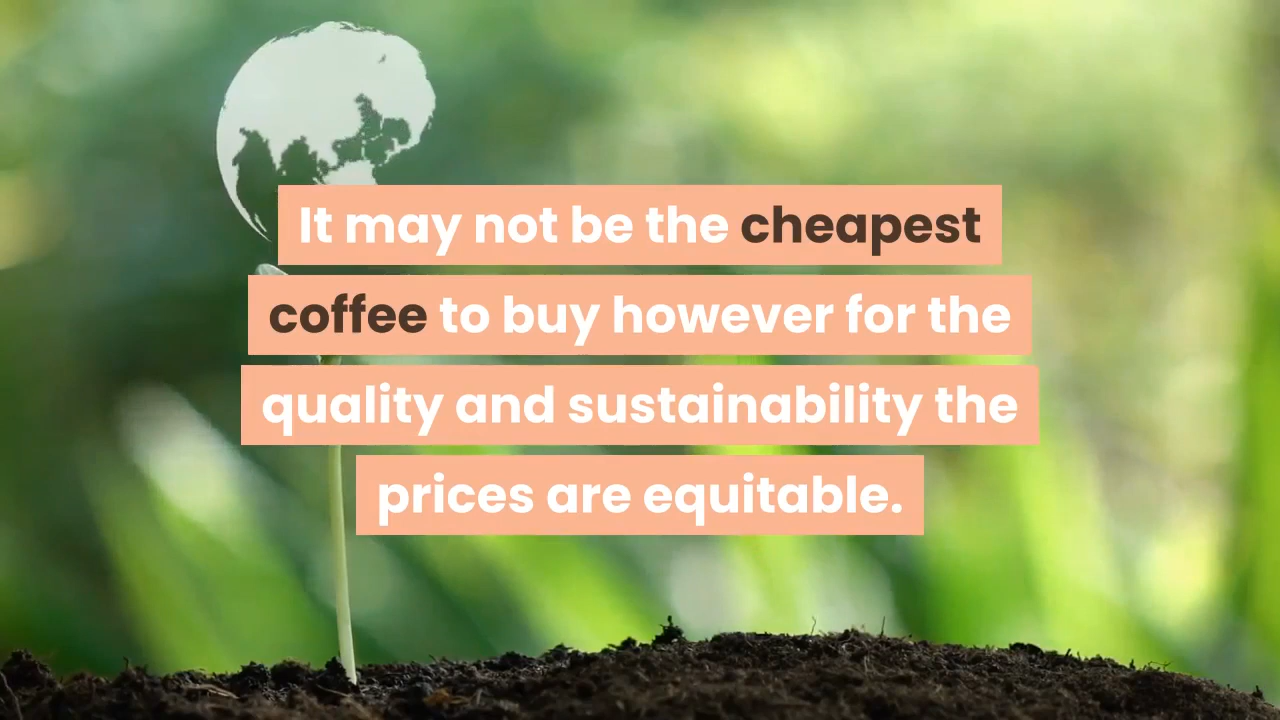 It may not be the cheapest
coffee to buy however for the
quality and sustainability the
prices are equitable.